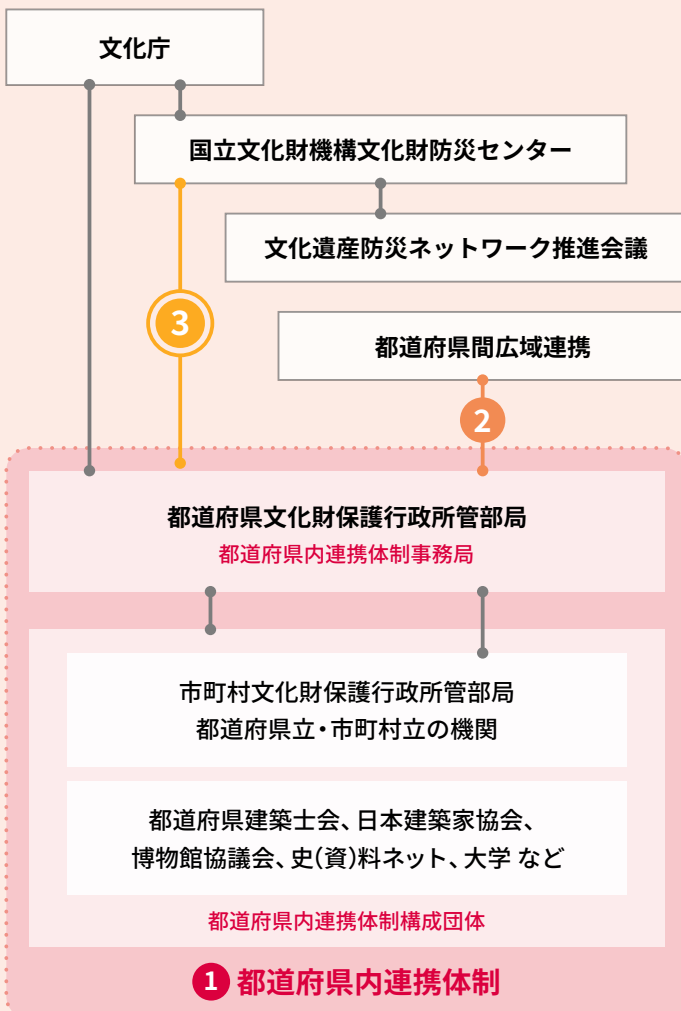 文化庁
国立文化財機構文化財防災センター
文化遺産防災ネットワーク推進会議
3
都道府県間広域連携
2
都道府県文化財保護行政所管部局
都道府県内連携体制事務局
市町村文化財保護行政所管部局
都道府県立・市町村立の機関
都道府県建築士会、日本建築家協会、
博物館協議会、史(資)料ネット、大学 など
都道府県内連携体制構成団体
1 都道府県内連携体制